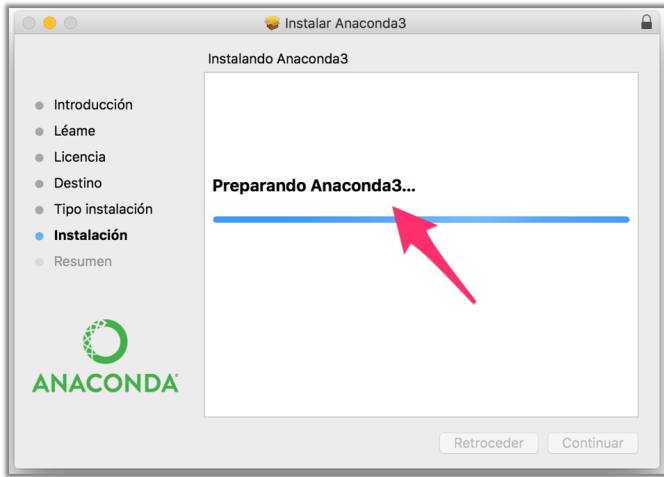 Instalar Anaconda3
Instalando Anaconda3
Introducción
Léame
Licencia
Destino
Tipo instalación
Instalación
Resumen
Preparando Anaconda3...
ANACONDA
Retroceder
Continuar